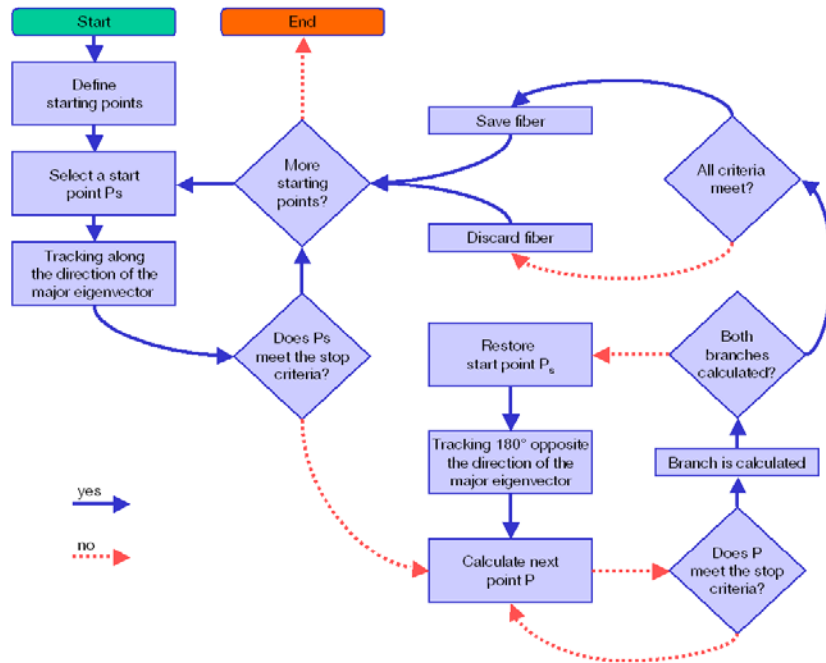 Start
End
Define
starting points
Select a start
point Ps
Tracking along
the direction of the
major eigenvector
More
starting
points?
Does Ps
meet the stop
criteria?
Save fiber
Discard fiber
All criteria
meet?
Restore
start point Ps
Both
branches
calculated?
Tracking 180° opposite
the direction of the
major eigenvector
Branch is calculated
Calculate next
point P
Does P
meet the stop
criteria?
yes
no